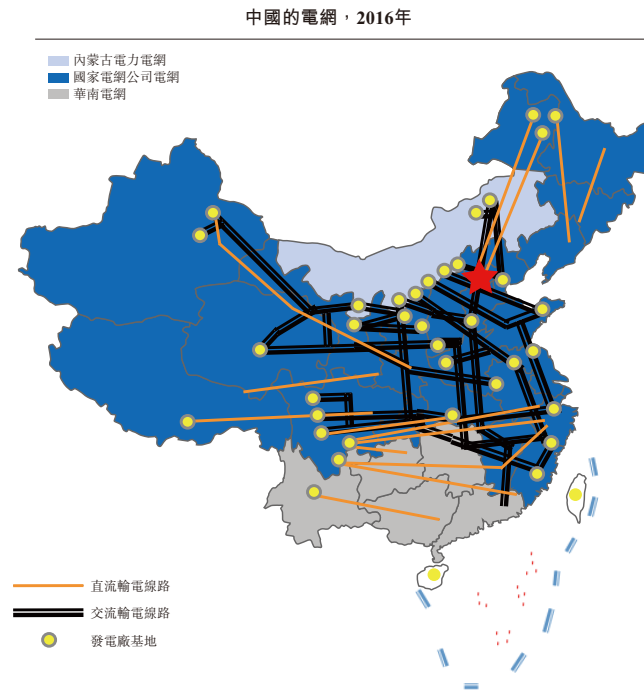 中國的電網，2016年
內蒙古電力電網
國家電網公司電網
華南電網
直流輸電線路
交流輸電線路
發電廠基地